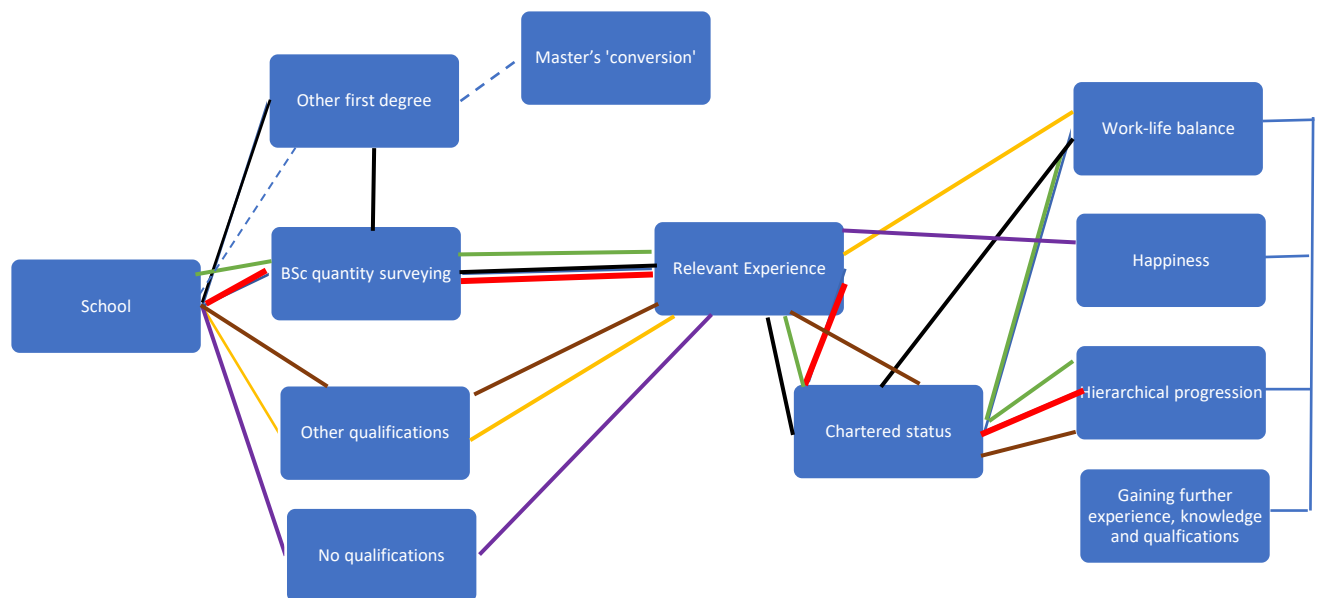 Master's 'conversion'
Other first degree
Work-life balance
BSc quantity surveying
Relevant Experience
Happiness
School
Hierarchical progression
Other qualifications
Chartered status
Gaining further
experience, knowledge
and qualfications
No qualifications